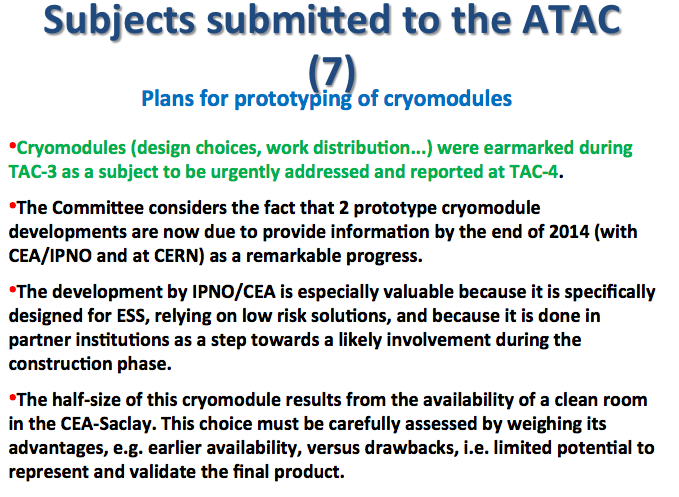 Subjects submitted to the ATAC
(7)
Plans for prototyping of cryomodules
•Cryomodules (design choices, work distribution...) were earmarked during
TAC-3 as a subject to be urgently addressed and reported at TAC-4.
•The Committee considers the fact that 2 prototype cryomodule
developments are now due to provide information by the end of 2014 (with
CEA/IPNO and at CERN) as a remarkable progress.
•The development by IPNO/CEA is especially valuable because it is specifically
designed for ESS, relying on low risk solutions, and because it is done in
partner institutions as a step towards a likely involvement during the
construction phase.
•The half-size of this cryomodule results from the availability of a clean room
in the CEA-Saclay. This choice must be carefully assessed by weighing its
advantages, e.g. earlier availability, versus drawbacks, i.e. limited potential to
represent and validate the final product.